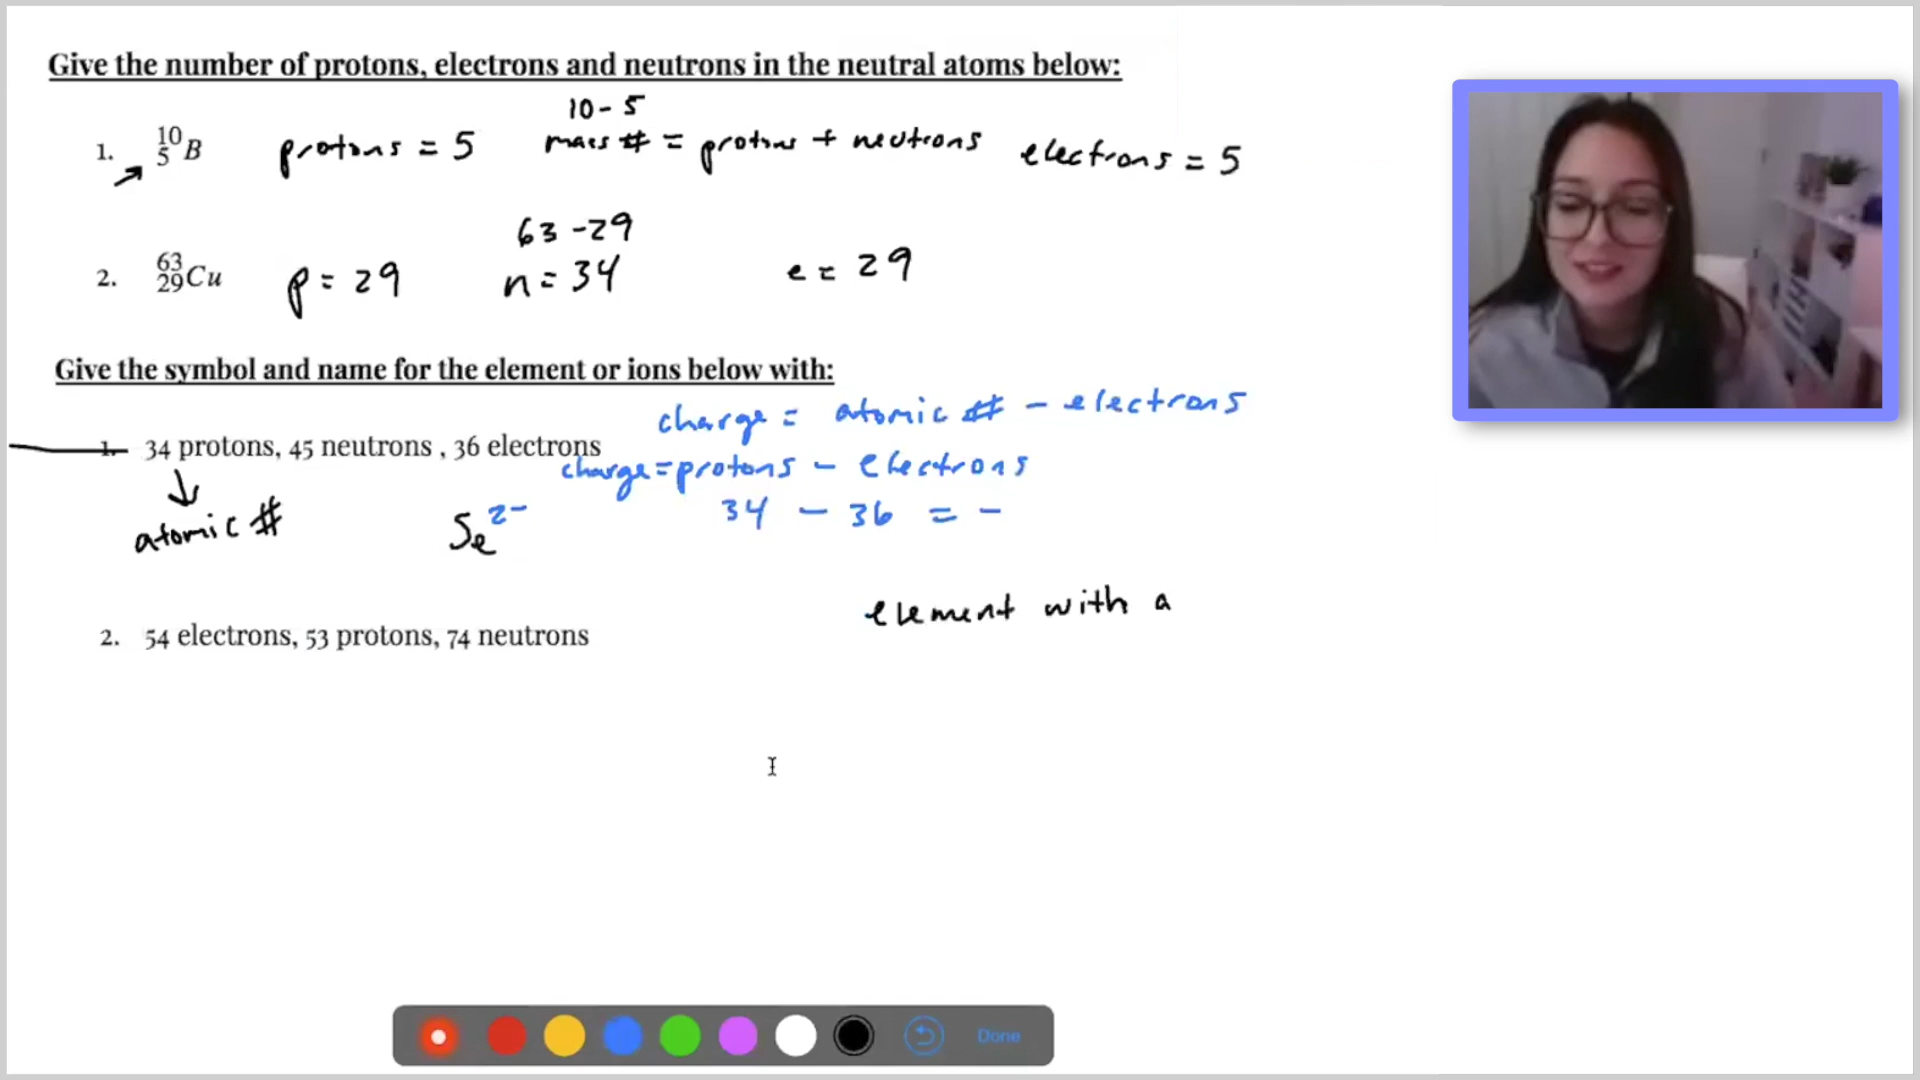 Give the number of protons, electrons and neutrons in the neutral atoms below:
10 - 5
1. 10 5 B protons = 5 mass # = protons + neutrons electrons = 5
63 - 29
2. 63 29 Cu p = 29 n = 34 e = 29
Give the symbol and name for the element or ions below with:
charge = atomic # - electrons
1. 34 protons, 45 neutrons , 36 electrons
charge = protons - electrons
34 - 36 = -
atomic # Se 2-
element with a
2. 54 electrons, 53 protons, 74 neutrons
Done